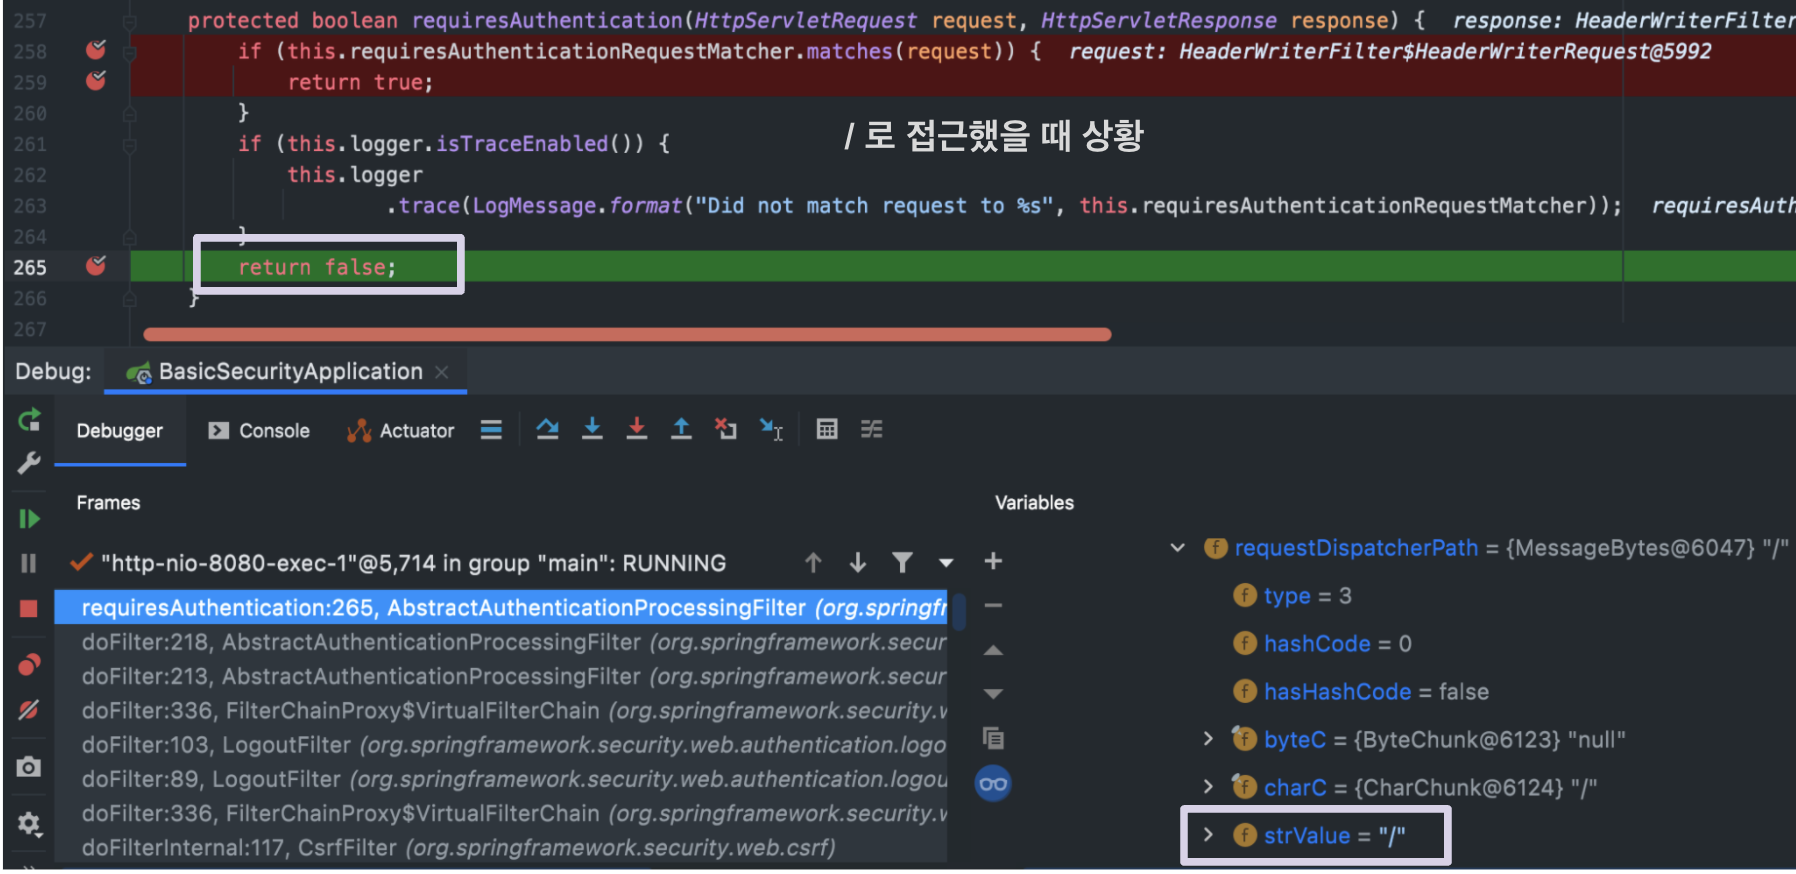 257 protected boolean requiresAuthentication(HttpServletRequest request, HttpServletResponse response) { response: HeaderWriterFilter
258 if (this.requiresAuthenticationRequestMatcher.matches(request)) { request: HeaderWriterFilter$HeaderWriterRequest@5992
259 return true;
260 }
261 if (this.logger.isTraceEnabled()) {
/ 로 접근했을 때 상황
262 this.logger
263 .trace(LogMessage.format("Did not match request to %s", this.requiresAuthenticationRequestMatcher)); requiresAuth
264 }
265 return false;
266 }
267
Debug: BasicSecurityApplication
Debugger Console Actuator
Frames
Variables
"http-nio-8080-exec-1"@5,714 in group "main": RUNNING
requiresAuthentication:265, AbstractAuthenticationProcessingFilter (org.springfr
doFilter:218, AbstractAuthenticationProcessingFilter (org.springframework.secur
doFilter:213, AbstractAuthenticationProcessingFilter (org.springframework.secur
doFilter:336, FilterChainProxy$VirtualFilterChain (org.springframework.security.v
doFilter:103, LogoutFilter (org.springframework.security.web.authentication.logo
doFilter:89, LogoutFilter (org.springframework.security.web.authentication.logou
doFilter:336, FilterChainProxy$VirtualFilterChain (org.springframework.security.v
doFilterInternal:117, CsrfFilter (org.springframework.security.web.csrf)
requestDispatcherPath = {MessageBytes@6047} "/"
type = 3
hashCode = 0
hasHashCode = false
byteC = {ByteChunk@6123} "null"
charC = {CharChunk@6124} "/"
strValue = "/"